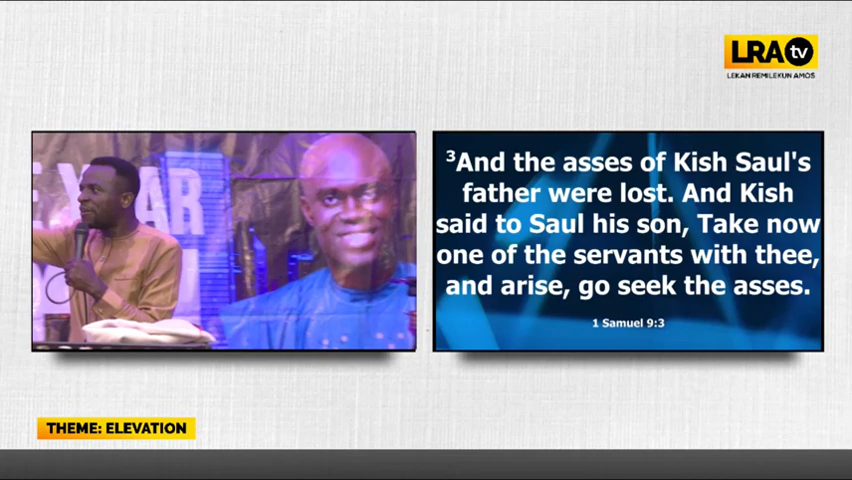 LRA tv
LEKAN REMILEKUN AMOS
³And the asses of Kish Saul's
father were lost. And Kish
said to Saul his son, Take now
one of the servants with thee,
and arise, go seek the asses.
1 Samuel 9:3
THEME: ELEVATION